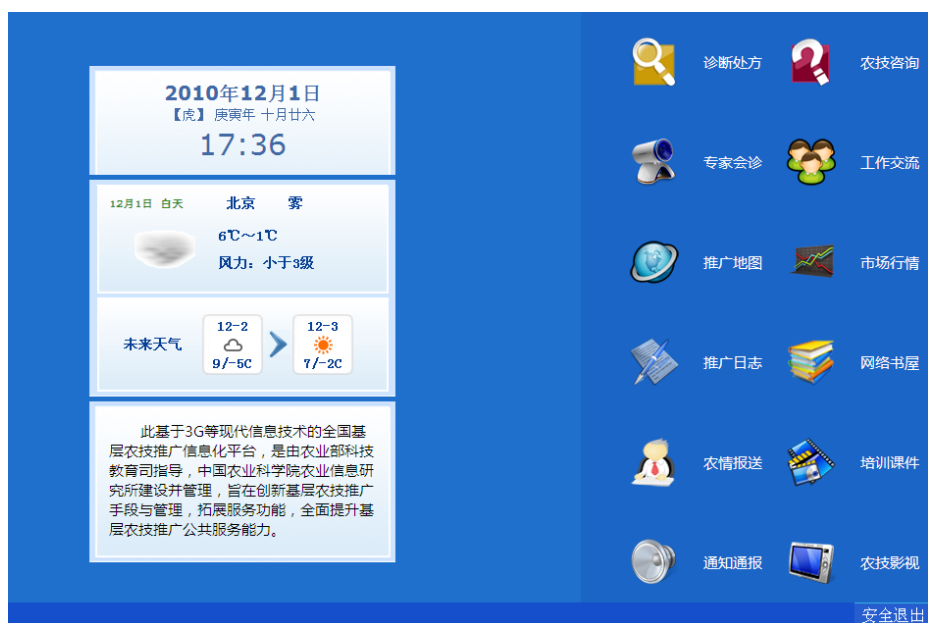 2010年12月1日
【虎】 庚寅年 十月廿六
17:36
12月1日 白天 北京 雾
6℃～1℃
风力：小于3级
未来天气
12-2
9/-5C
12-3
7/-2C
此基于3G等现代信息技术的全国基
层农技推广信息化平台，是由农业部科技
教育司指导，中国农业科学院农业信息研
究所建设并管理，旨在创新基层农技推广
手段与管理，拓展服务功能，全面提升基
层农技推广公共服务能力。
诊断处方 农技咨询
专家会诊 工作交流
推广地图 市场行情
推广日志 网络书屋
农情报送 培训课件
通知通报 农技影视
安全退出